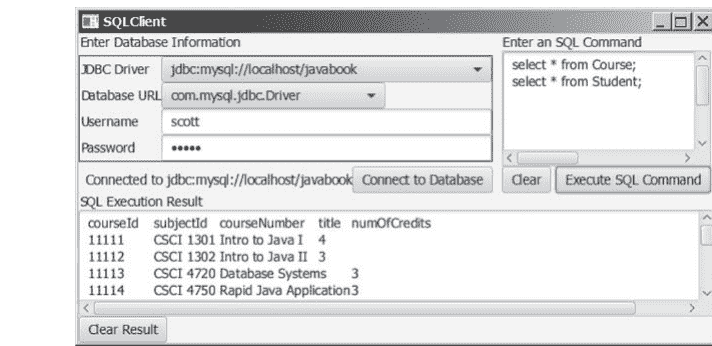 SQLClient
Enter Database Information
JDBC Driver jdbc:mysql://localhost/javabook
Database URL com.mysql.jdbc.Driver
Username scott
Password •••••
Connected to jdbc:mysql://localhost/javabook Connect to Database
Enter an SQL Command
select * from Course;
select * from Student;
Clear Execute SQL Command
SQL Execution Result
courseId subjectId courseNumber title numOfCredits
11111 CSCI 1301 Intro to Java I 4
11112 CSCI 1302 Intro to Java II 3
11113 CSCI 4720 Database Systems 3
11114 CSCI 4750 Rapid Java Application3
Clear Result